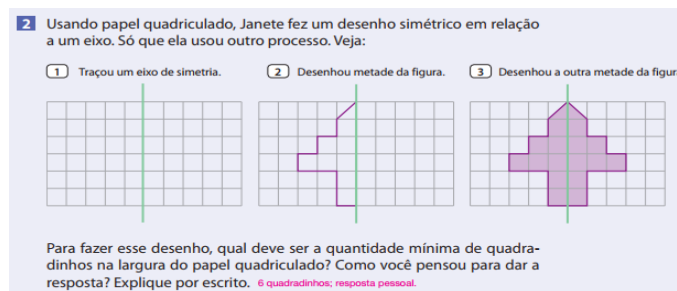 2 Usando papel quadriculado, Janete fez um desenho simétrico em relação
a um eixo. Só que ela usou outro processo. Veja:
1 Traçou um eixo de simetria.
2 Desenhou metade da figura.
3 Desenhou a outra metade da figur
Para fazer esse desenho, qual deve ser a quantidade mínima de quadra-
dinhos na largura do papel quadriculado? Como você pensou para dar a
resposta? Explique por escrito. 6 quadradinhos; resposta pessoal.